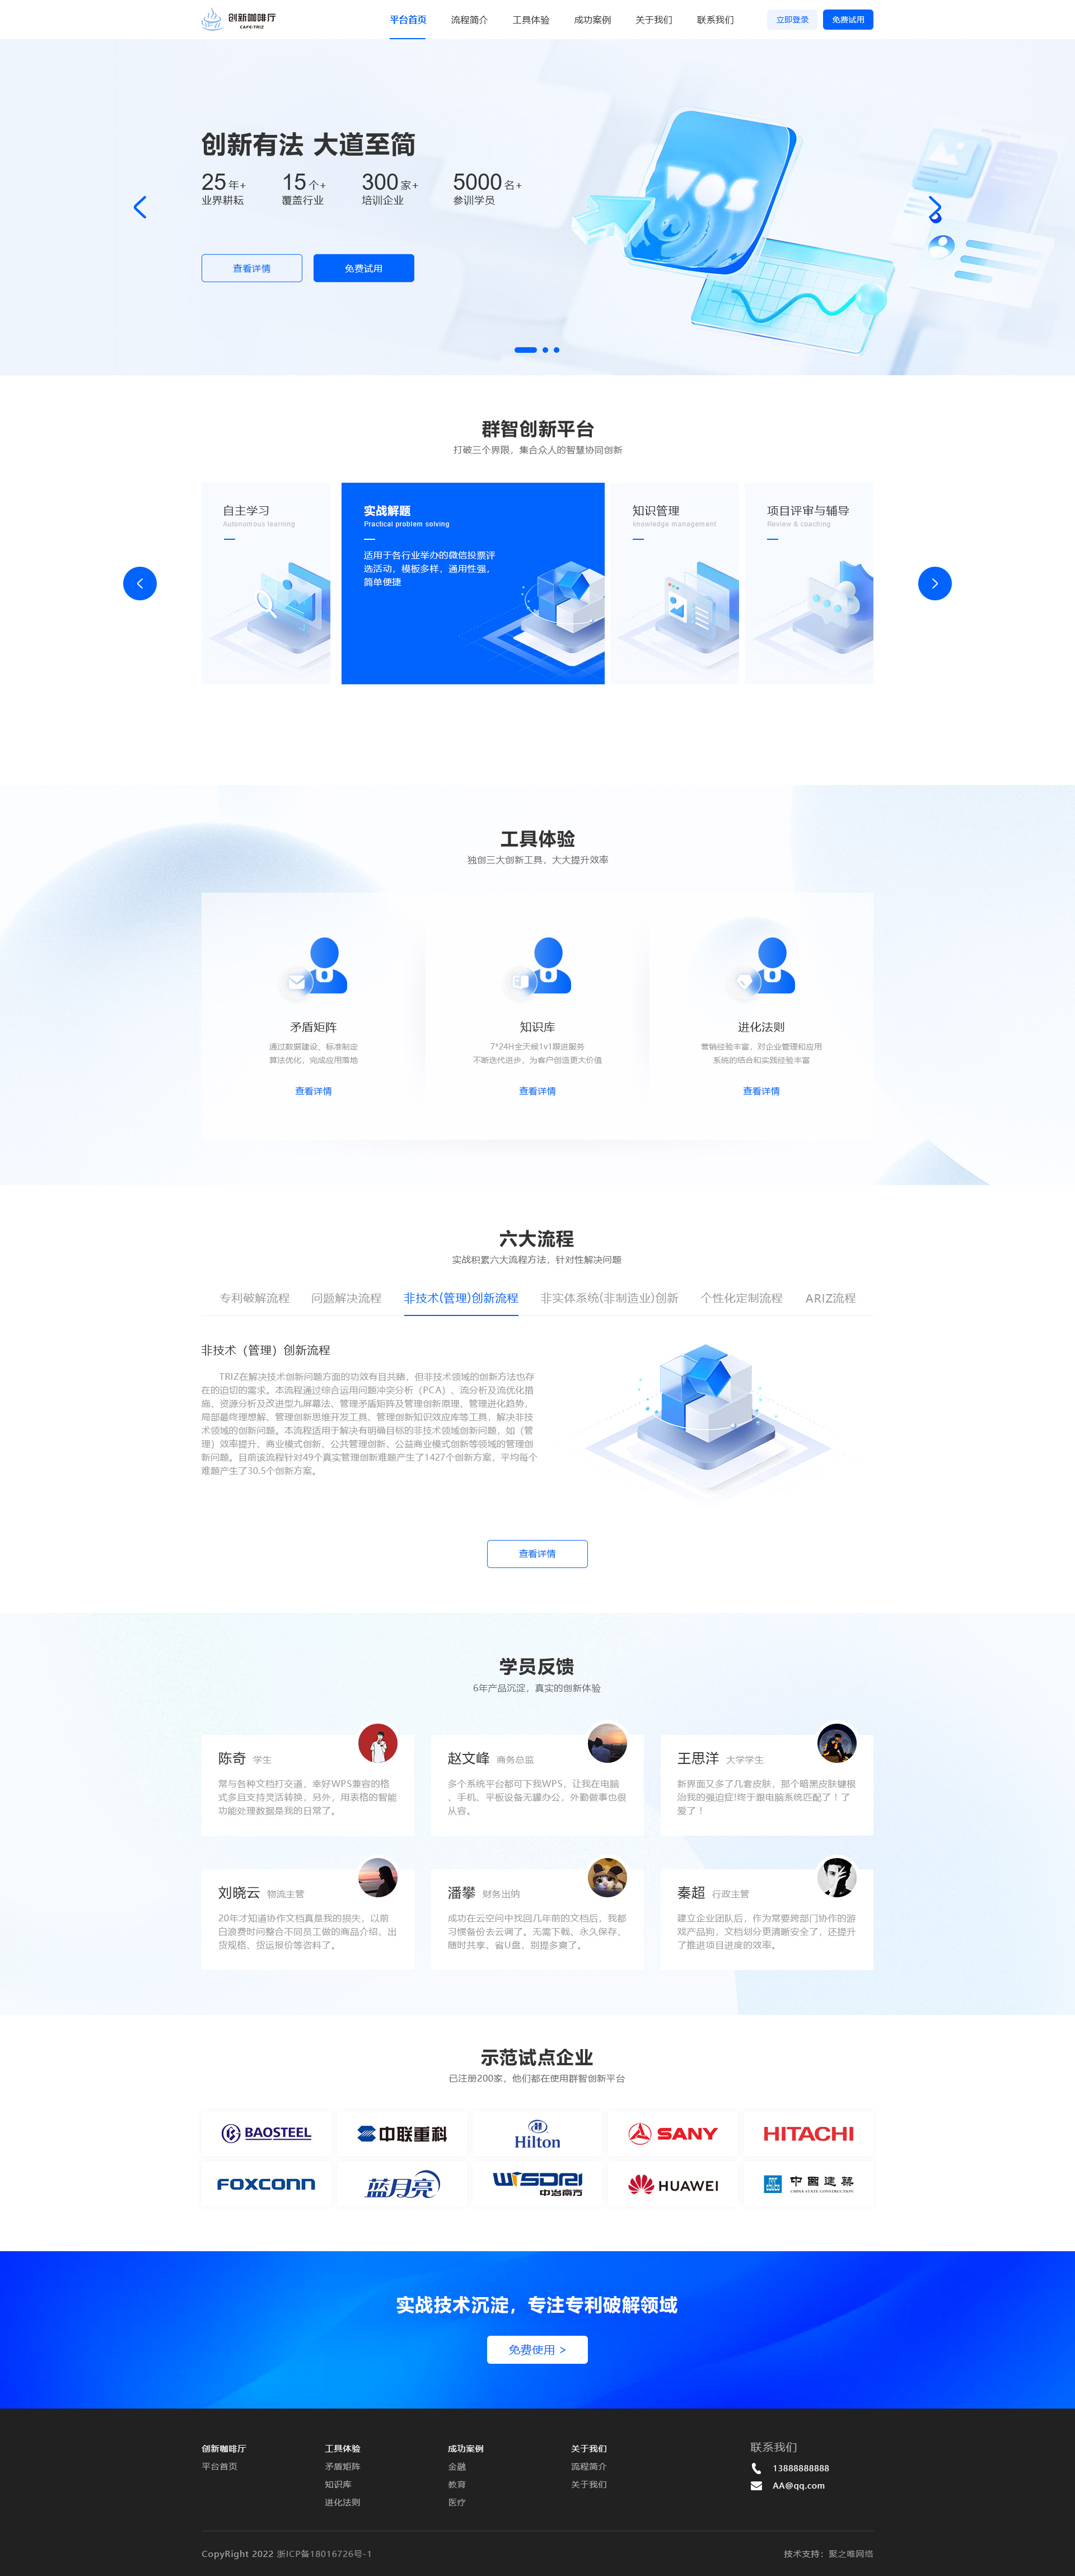 创新咖啡厅
CAFE-TRIZ
平台首页 流程简介 工具体验 成功案例 关于我们 联系我们 立即登录 免费试用
创新有法 大道至简
25年+ 15个+ 300家+ 5000名+
业界耕耘 覆盖行业 培训企业 参训学员
查看详情 免费试用
群智创新平台
打破三个界限，集合众人的智慧协同创新
自主学习
Autonomous learning
实战解题
Practical problem solving
适用于各行业举办的微信投票评
选活动，模板多样，通用性强，
简单便捷
知识管理
knowledge management
项目评审与辅导
Review & coaching
工具体验
独创三大创新工具，大大提升效率
矛盾矩阵
通过数据建设、标准制定
算法优化，完成应用落地
查看详情
知识库
7*24H全天候1v1跟进服务
不断迭代进步，为客户创造更大价值
查看详情
进化法则
营销经验丰富，对企业管理和应用
系统的结合和实践经验丰富
查看详情
六大流程
实战积累六大流程方法，针对性解决问题
专利破解流程 问题解决流程 非技术(管理)创新流程 非实体系统(非制造业)创新 个性化定制流程 ARIZ流程
非技术（管理）创新流程
TRIZ在解决技术创新问题方面的功效有目共睹，但非技术领域的创新方法也存
在的迫切的需求。本流程通过综合运用问题冲突分析（PCA）、流分析及流优化措
施、资源分析及改进型九屏幕法、管理矛盾矩阵及管理创新原理、管理进化趋势，
局部最终理想解、管理创新思维开发工具、管理创新知识效应库等工具，解决非技
术领域的创新问题。本流程适用于解决有明确目标的非技术领域创新问题，如（管
理）效率提升、商业模式创新、公共管理创新、公益商业模式创新等领域的管理创
新问题。目前该流程针对49个真实管理创新难题产生了1427个创新方案，平均每个
难题产生了30.5个创新方案。
查看详情
学员反馈
6年产品沉淀，真实的创新体验
陈奇 学生
常与各种文档打交道，幸好WPS兼容的格
式多且支持灵活转换，另外，用表格的智能
功能处理数据是我的日常了。
赵文峰 商务总监
多个系统平台都可下我WPS，让我在电脑
、手机、平板设备无疆办公，外勤做事也很
从容。
王思洋 大学学生
新界面又多了几套皮肤，那个暗黑皮肤健根
治我的强迫症!终于跟电脑系统匹配了！了
爱了！
刘晓云 物流主管
20年才知道协作文档真是我的损失，以前
曰浪费时问整合不同员工做的商品介绍、出
货规格、货运报价等咨料了。
潘攀 财务出纳
成功在云空问中找回几年前的文档后，我都
习惯备份去云调了。无需下戟、永久保存、
随时共享、省U盘，别提多爽了。
秦超 行政主管
建立企业团队后，作为常要跨部门协作的游
戏产品狗，文档划分更清晰安全了，还提升
了推进项目进度的效率。
示范试点企业
已注册200家，他们都在使用群智创新平台
BAOSTEEL 中联重科 Hilton SANY HITACHI
FOXCONN 蓝月亮 WISDRI 中冶南方 HUAWEI 中国建筑
CHINA STATE CONSTRUCTION
实战技术沉淀，专注专利破解领域
免费使用 >
创新咖啡厅 工具体验 成功案例 关于我们 联系我们
平台首页 矛盾矩阵 金融 流程简介 13888888888
知识库 教育 关于我们 AA@qq.com
进化法则 医疗
CopyRight 2022 浙ICP备18016726号-1 技术支持：聚之唯网络